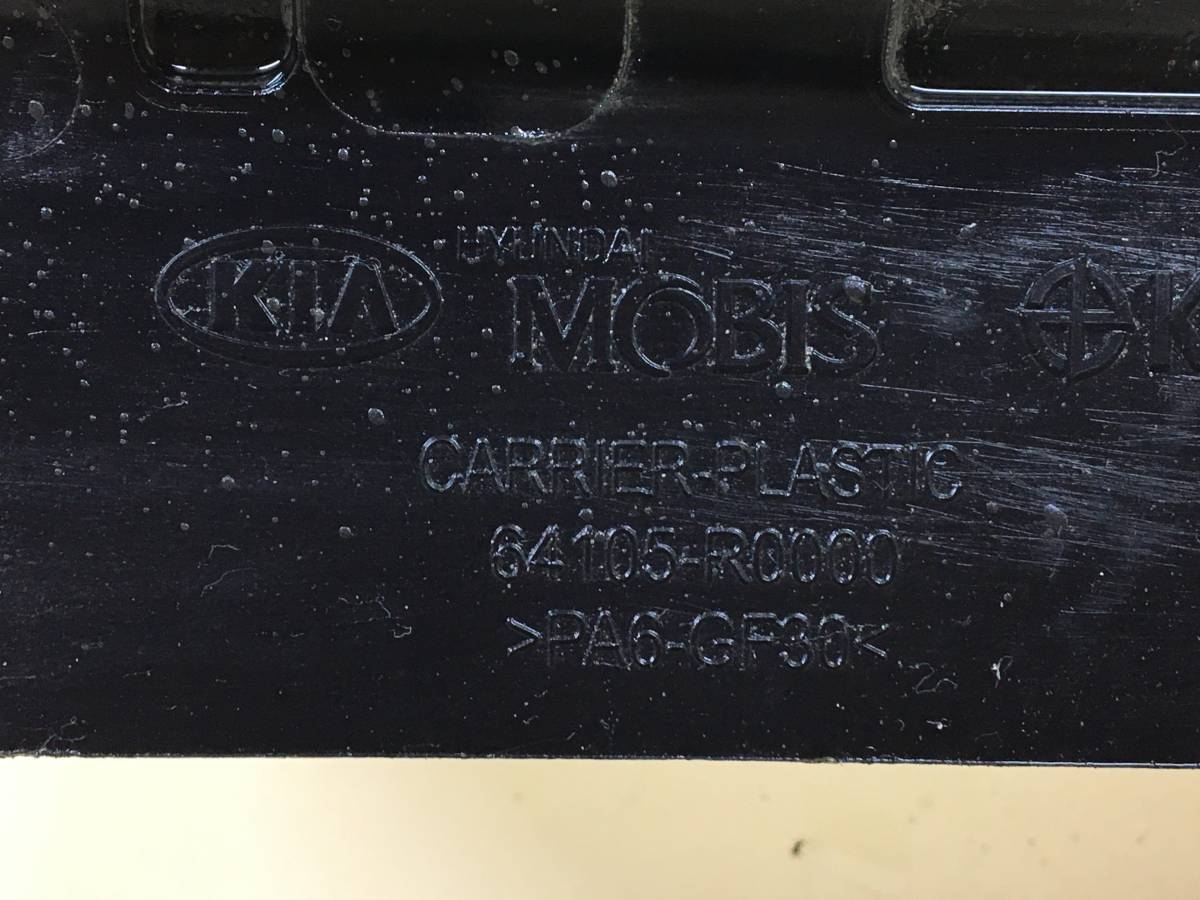 KIA
HYUNDAI
MOBIS
K
CARRIER-PLASTIC
64105-R0000
>PA6-GF30<